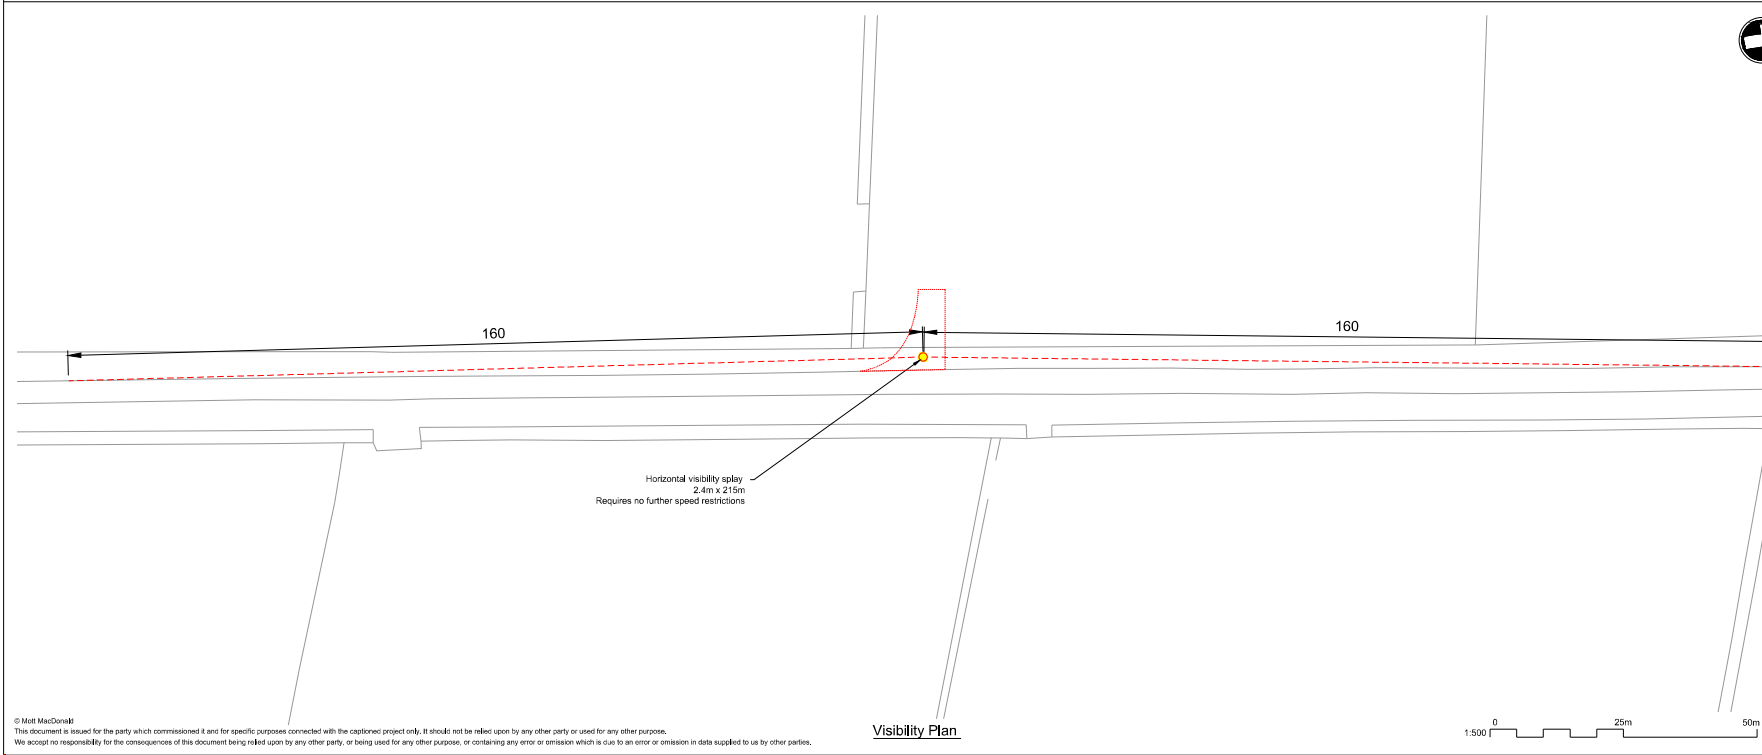 160
160
Horizontal visibility splay
2.4m x 215m
Requires no further speed restrictions
© Mott MacDonald
This document is issued for the party which commissioned it and for specific purposes connected with the captioned project only. It should not be relied upon by any other party or used for any other purpose.
We accept no responsibility for the consequences of this document being relied upon by any other party, or being used for any other purpose, or containing any error or omission which is due to an error or omission in data supplied to us by other parties.
Visibility Plan
0 25m 50m
1:500